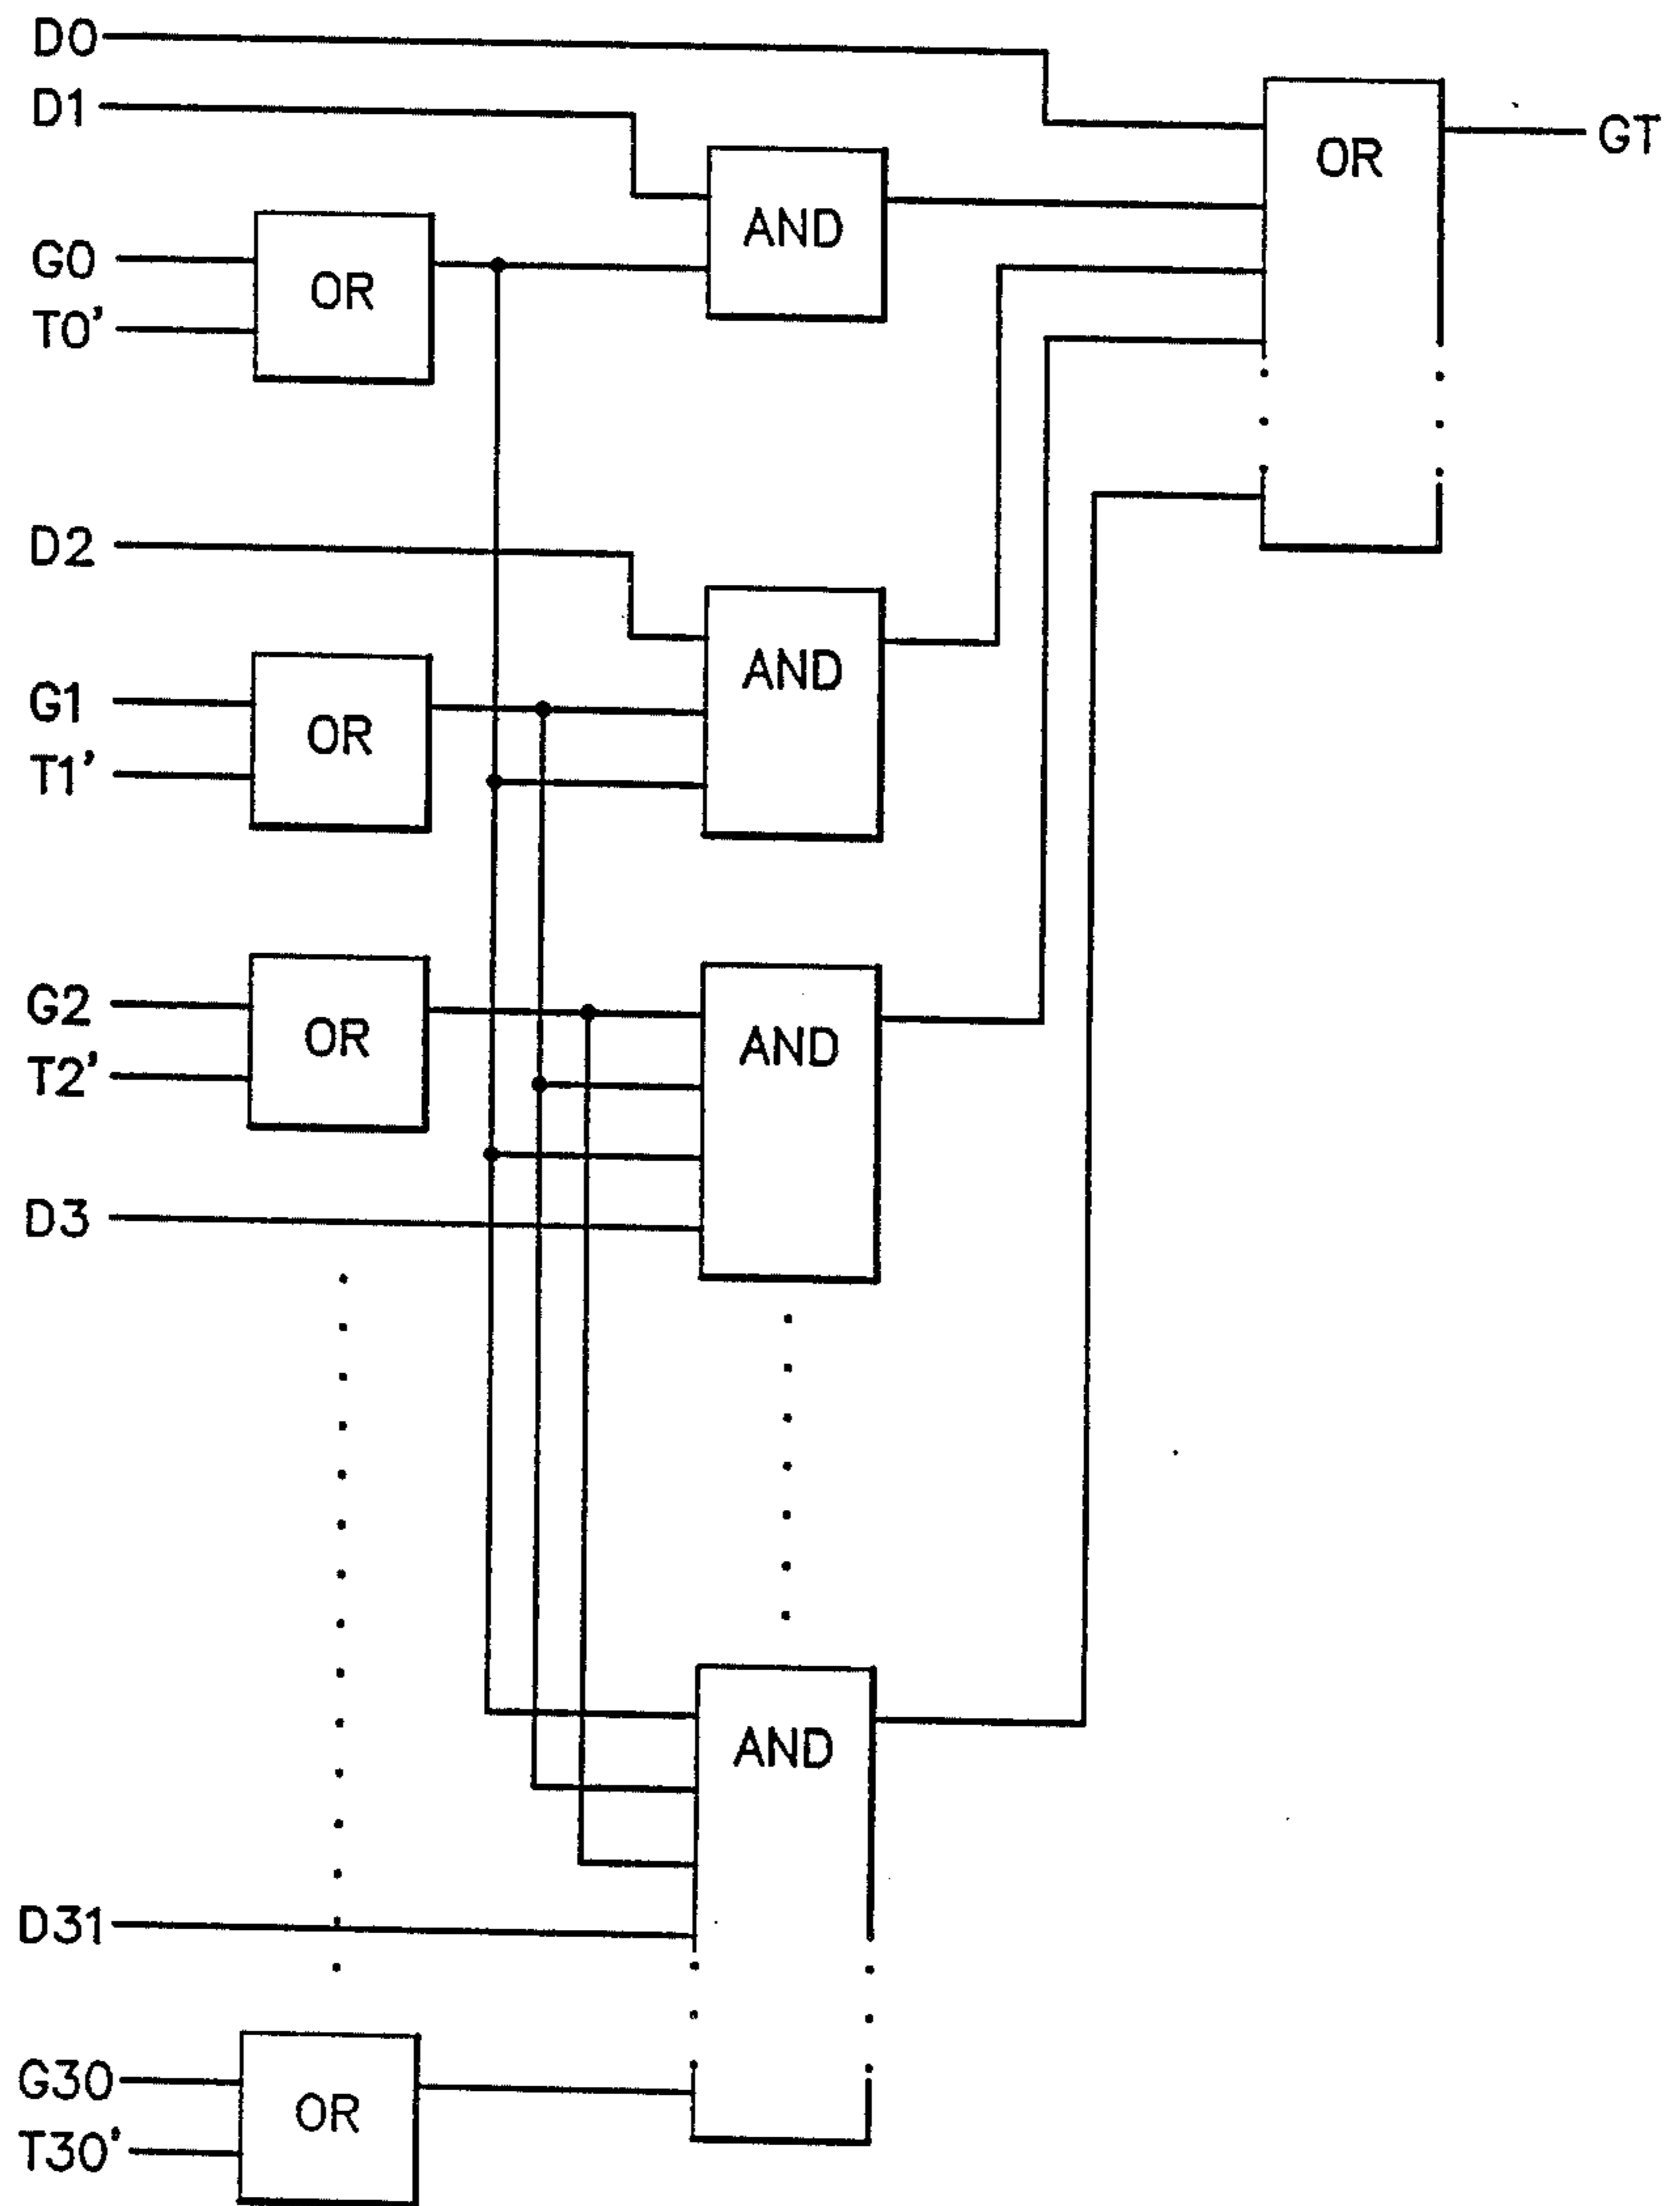 D0
D1
OR
GT
AND
G0
OR
T0'
D2
AND
G1
OR
T1'
G2
OR
AND
T2'
D3
AND
D31
G30
OR
T30'